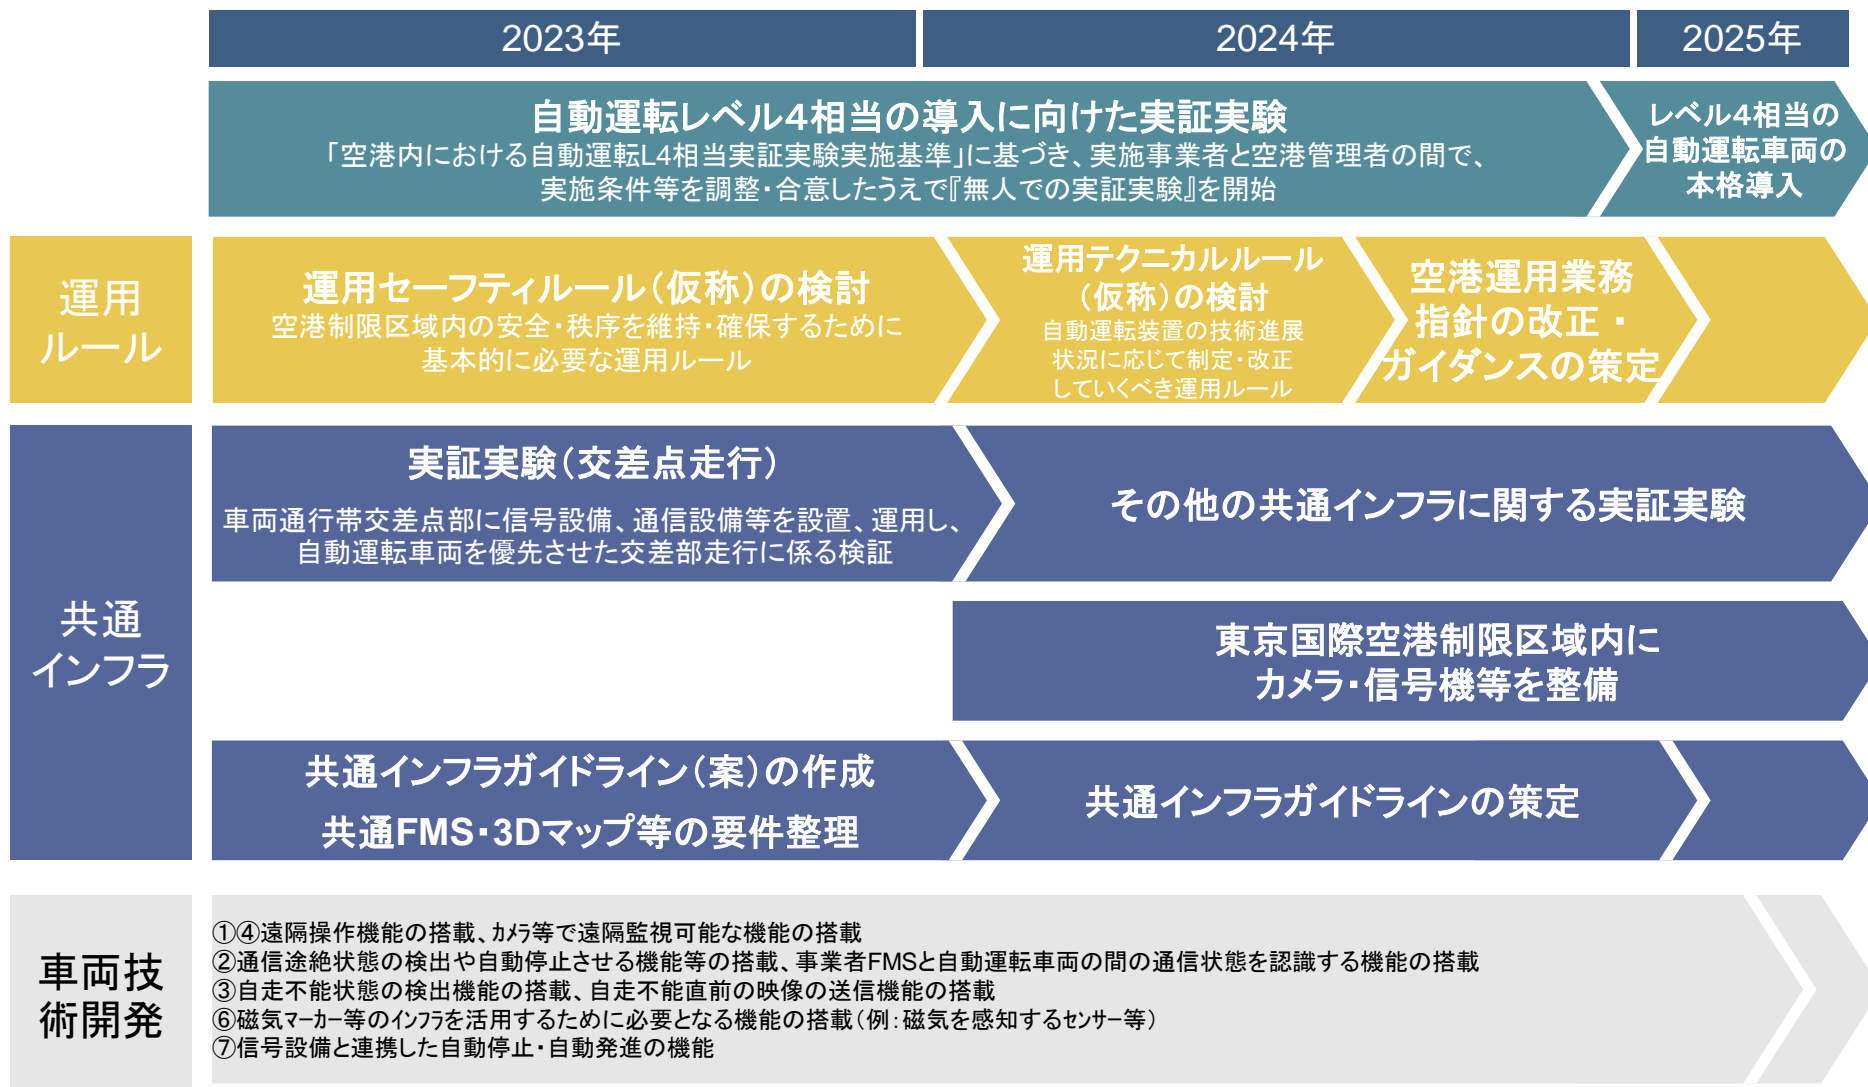 2023年
2024年
2025年
自動運転レベル4相当の導入に向けた実証実験
「空港内における自動運転L4相当実証実験実施基準」に基づき、実施事業者と空港管理者の間で、
実施条件等を調整・合意したうえで『無人での実証実験』を開始
レベル4相当の
自動運転車両の
本格導入
運用
ルール
運用セーフティルール（仮称）の検討
空港制限区域内の安全・秩序を維持・確保するために
基本的に必要な運用ルール
運用テクニカルルール
（仮称）の検討
自動運転装置の技術進展
状況に応じて制定・改正
していくべき運用ルール
空港運用業務
指針の改正・
ガイダンスの策定
共通
インフラ
実証実験（交差点走行）
車両通行帯交差点部に信号設備、通信設備等を設置、運用し、
自動運転車両を優先させた交差部走行に係る検証
その他の共通インフラに関する実証実験
東京国際空港制限区域内に
カメラ・信号機等を整備
共通インフラガイドライン（案）の作成
共通FMS・3Dマップ等の要件整理
共通インフラガイドラインの策定
車両技
術開発
①④遠隔操作機能の搭載、ｶﾒﾗ等で遠隔監視可能な機能の搭載
②通信途絶状態の検出や自動停止させる機能等の搭載、事業者FMSと自動運転車両の間の通信状態を認識する機能の搭載
③自走不能状態の検出機能の搭載、自走不能直前の映像の送信機能の搭載
⑥磁気ﾏｰｶｰ等のｲﾝﾌﾗを活用するために必要となる機能の搭載（例：磁気を感知するｾﾝｻｰ等）
⑦信号設備と連携した自動停止・自動発進の機能